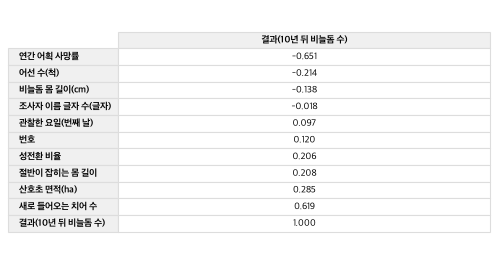 결과(10년 뒤 비늘돔 수)
연간 어획 사망률 -0.651
어선 수(척) -0.214
비늘돔 몸 길이(cm) -0.138
조사자 이름 글자 수(글자) -0.018
관찰한 요일(번째 날) 0.097
번호 0.120
성전환 비율 0.206
절반이 잡히는 몸 길이 0.208
산호초 면적(ha) 0.285
새로 들어오는 치어 수 0.619
결과(10년 뒤 비늘돔 수) 1.000